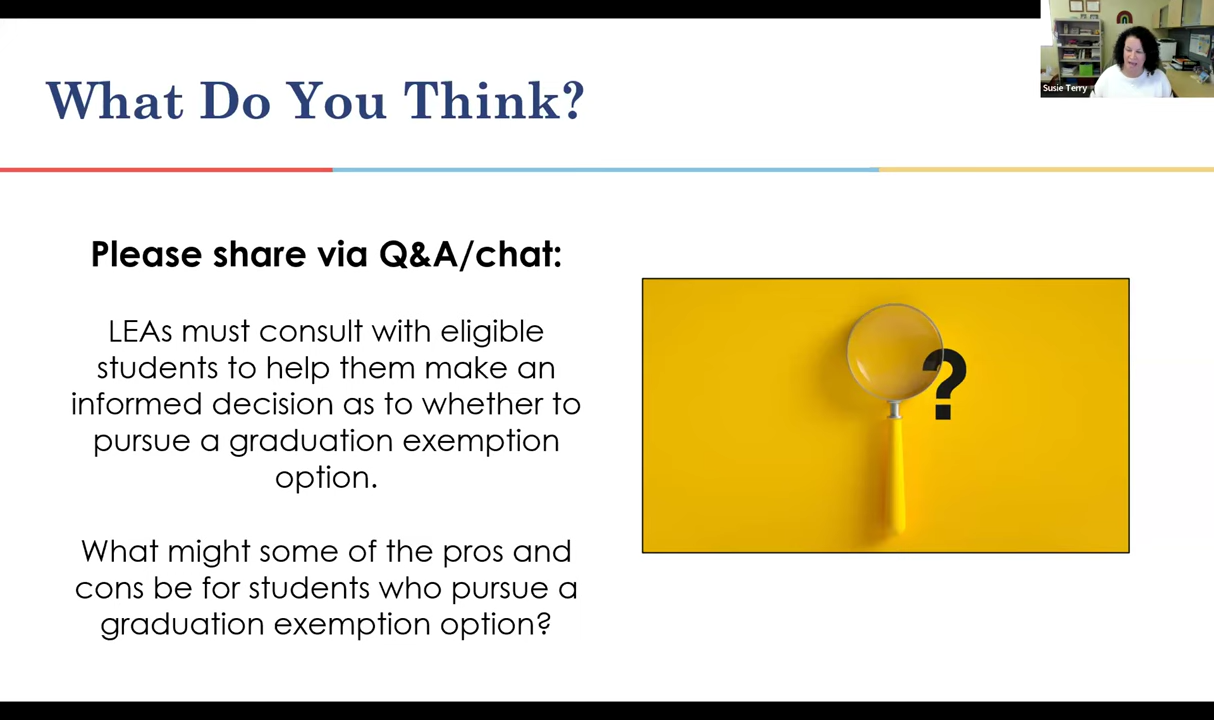 What Do You Think?
Susie Terry
Please share via Q&A/chat:
LEAs must consult with eligible
students to help them make an
informed decision as to whether to
pursue a graduation exemption
option.
What might some of the pros and
cons be for students who pursue a
graduation exemption option?
?